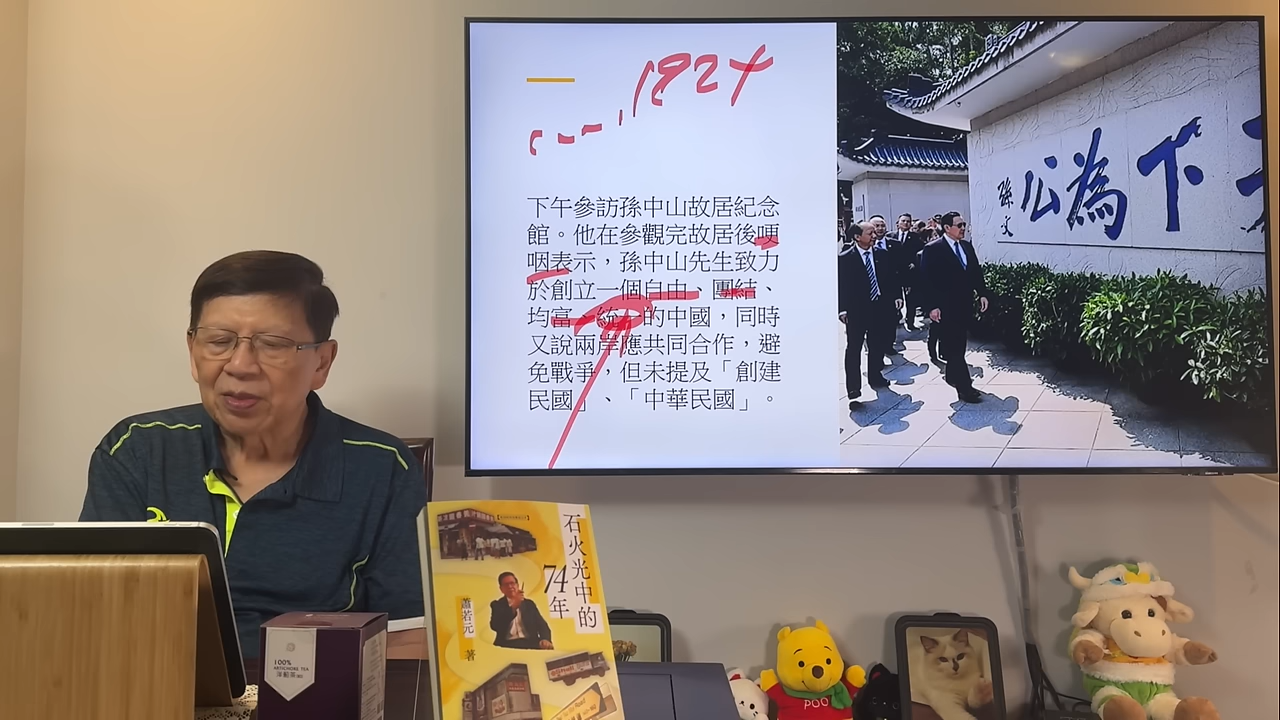 1924
下午參訪孫中山故居紀念
館。他在參觀完故居後哽
咽表示，孫中山先生致力
於創立一個自由、團結、
均富、統一的中國，同時
又說兩岸應共同合作，避
免戰爭，但未提及「創建
民國」、「中華民國」。
下為公
孫文
石火光中的
74年
蕭若元 著
100%
ARTICHOKE TEA
POO